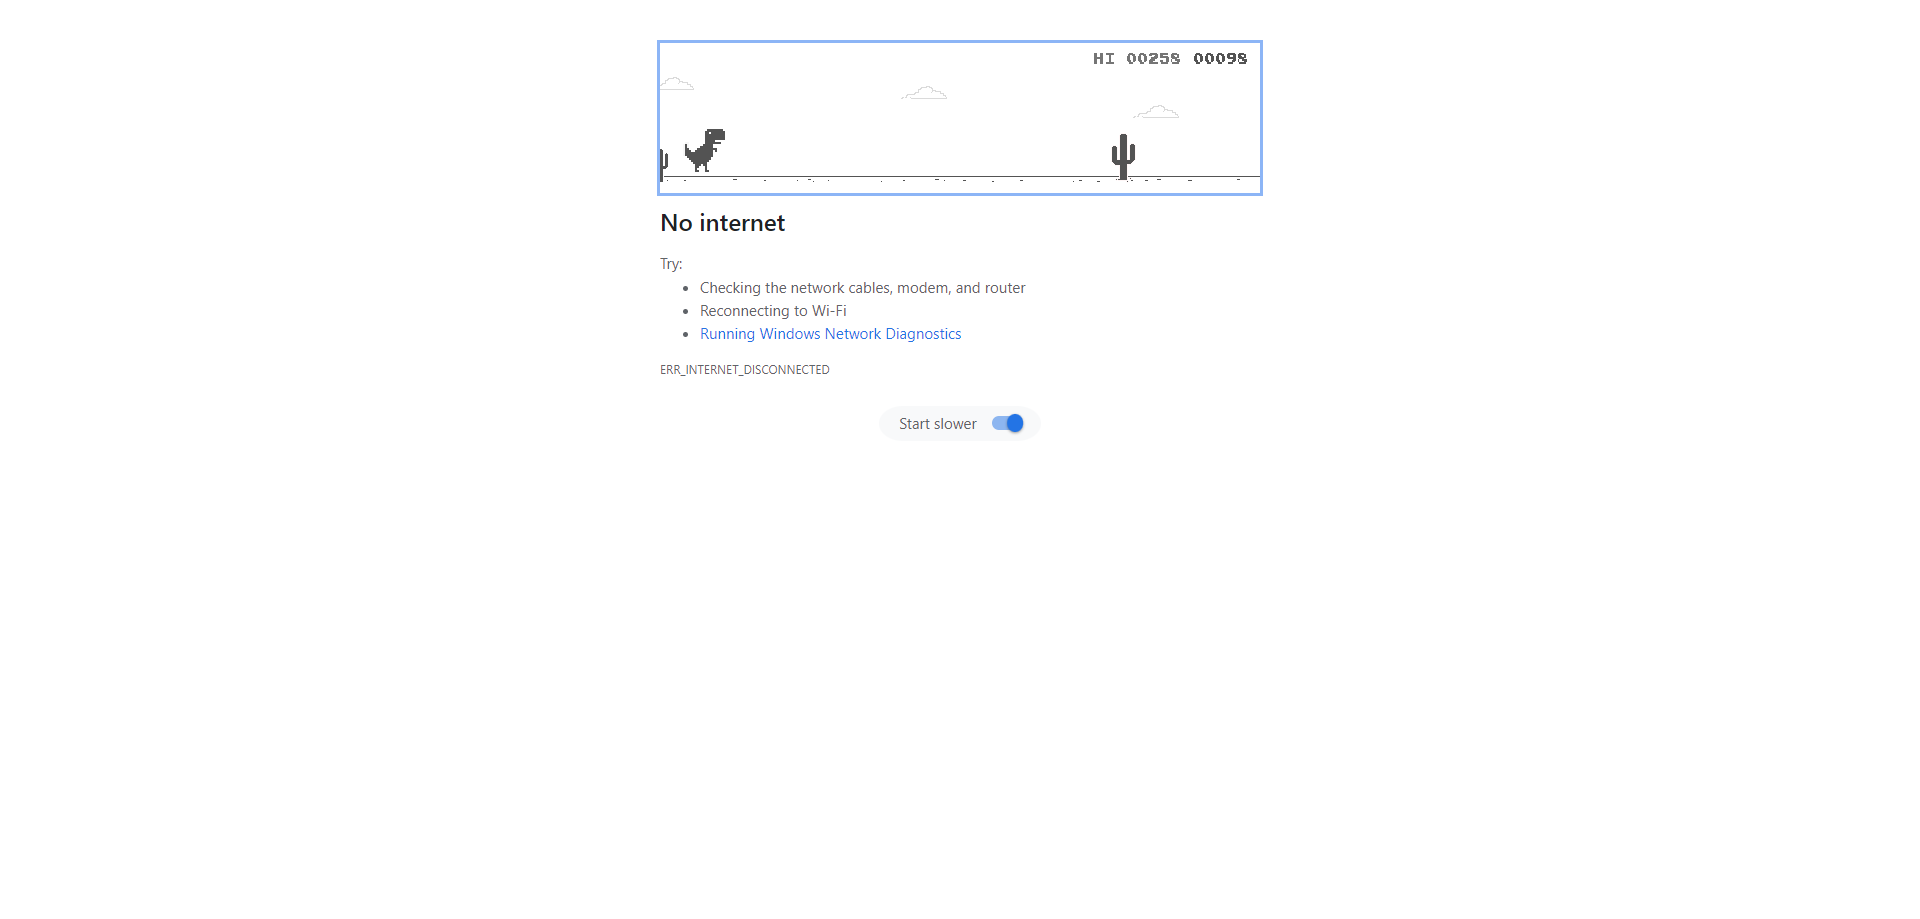 HI 00258 00098
No internet
Try:
Checking the network cables, modem, and router
Reconnecting to Wi-Fi
Running Windows Network Diagnostics
ERR_INTERNET_DISCONNECTED
Start slower